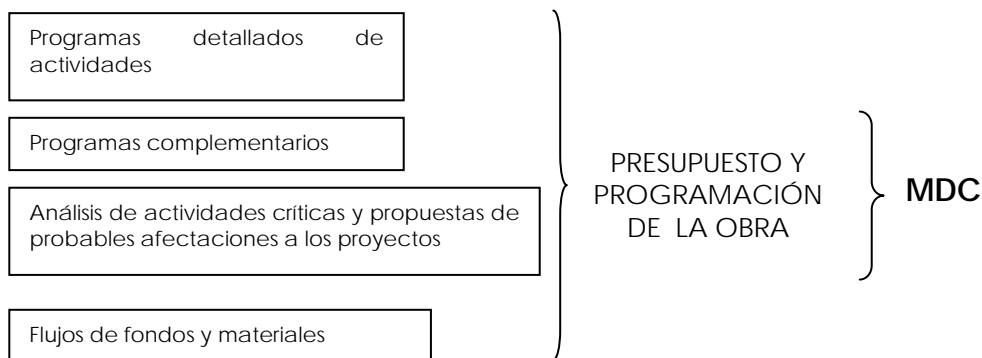 Programas detallados de
actividades
Programas complementarios
Análisis de actividades críticas y propuestas de
probables afectaciones a los proyectos
Flujos de fondos y materiales
PRESUPUESTO Y
PROGRAMACIÓN
DE LA OBRA
MDC